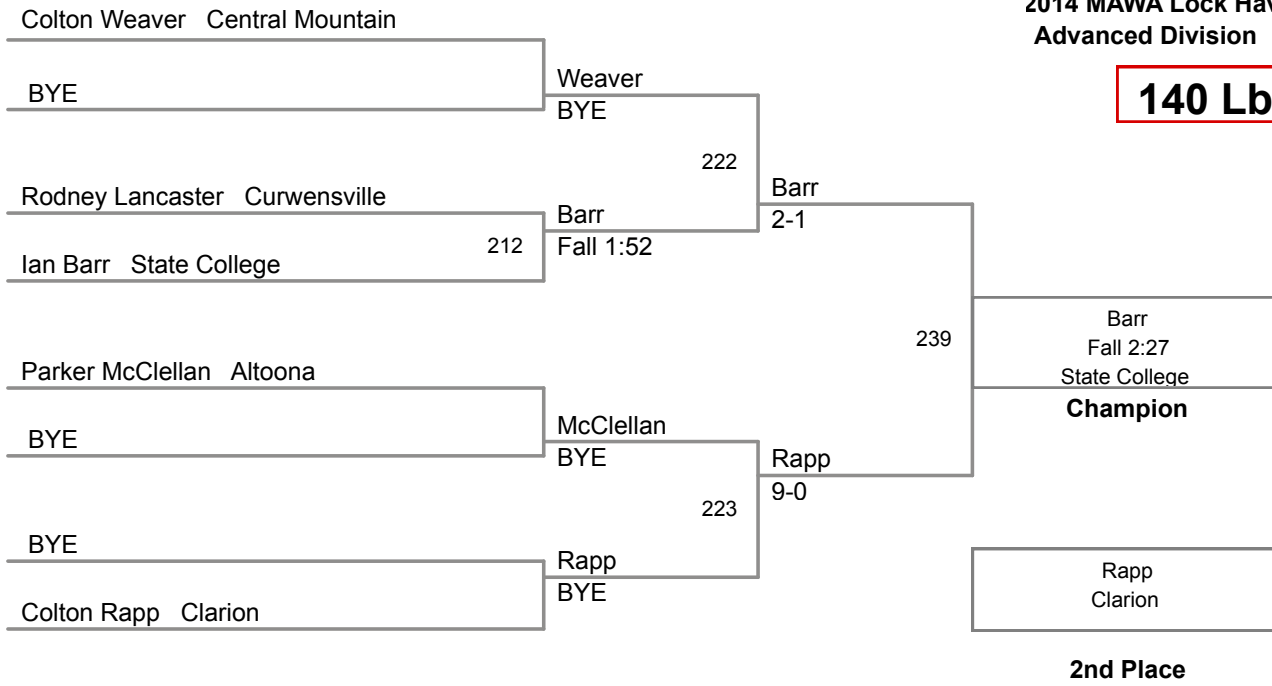 2014 MAWA Lock
Advanced Division
140 Lb
Colton Weaver Central Mountain
BYE
Weaver
BYE
222
Rodney Lancaster Curwensville
212
Ian Barr State College
Barr
Fall 1:52
Barr
2-1
239
Parker McClellan Altoona
BYE
McClellan
BYE
223
BYE
Colton Rapp Clarion
Rapp
BYE
Rapp
9-0
Barr
Fall 2:27
State College
Champion
Rapp
Clarion
2nd Place